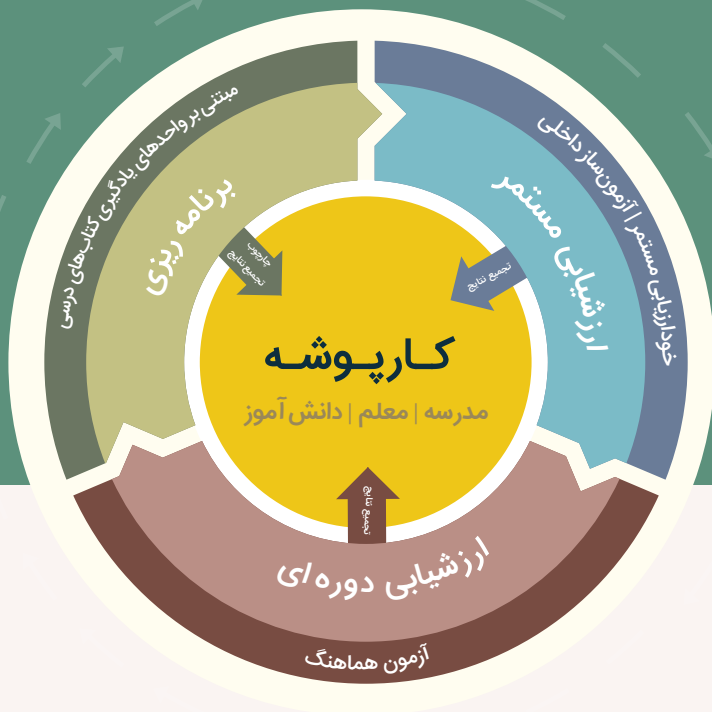 مبتنی بر واحدهای یادگیری کتاب‌های درسی
برنامه ریزی
چارچوب
تجمیع نتایج
خودارزیابی مستمر | آزمون‌ساز داخلی
ارزشیابی مستمر
تجمیع نتایج
کارپوشه
مدرسه | معلم | دانش آموز
تجمیع نتایج
ارزشیابی دوره ای
آزمون هماهنگ